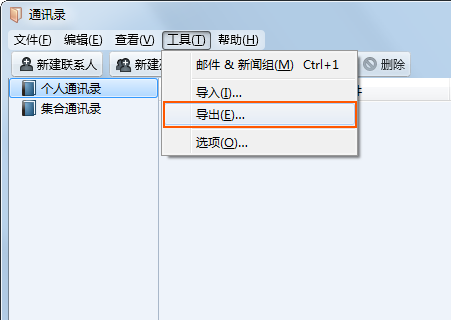 通讯录
文件(F) 编辑(E) 查看(V) 工具(T) 帮助(H)
新建联系人 新建 删除
个人通讯录
集合通讯录
邮件 & 新闻组(M) Ctrl+1
导入(I)...
导出(E)...
选项(O)...
件